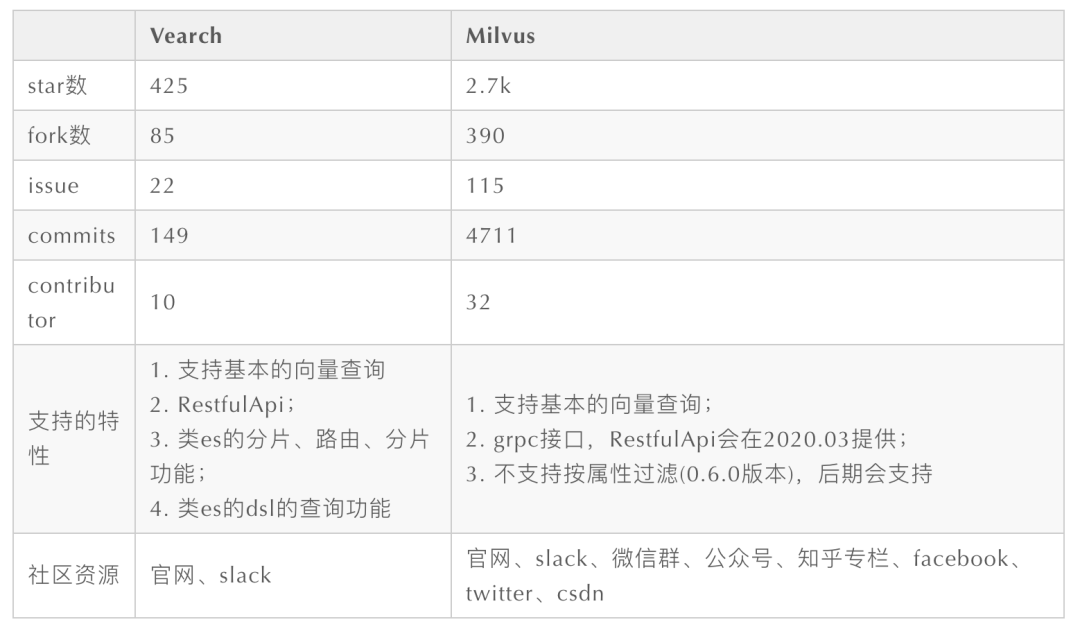 Vearch Milvus
star数 425 2.7k
fork数 85 390
issue 22 115
commits 149 4711
contribu
tor
10 32
支持的特
性
1. 支持基本的向量查询
2. RestfulApi；
3. 类es的分片、路由、分片
功能；
4. 类es的dsl的查询功能
1. 支持基本的向量查询；
2. grpc接口，RestfulApi会在2020.03提供；
3. 不支持按属性过滤(0.6.0版本)，后期会支持
社区资源 官网、slack
官网、slack、微信群、公众号、知乎专栏、facebook、
twitter、csdn